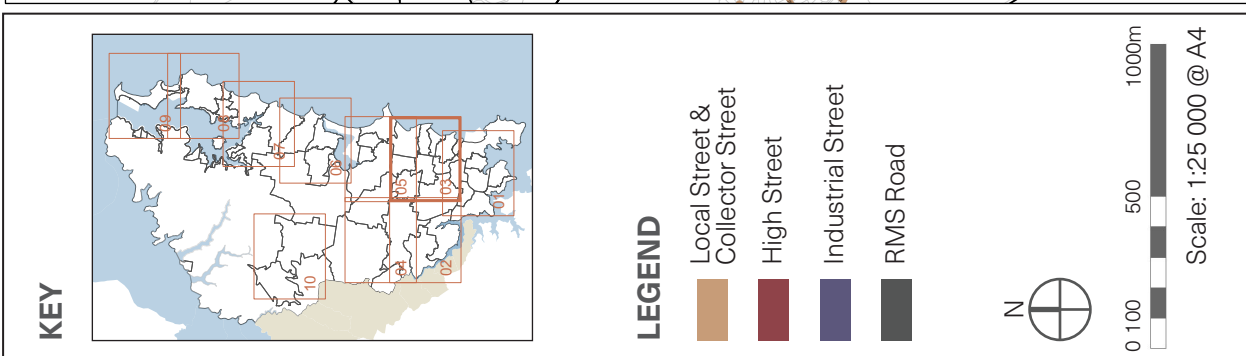 KEY
09
08
07
06
05
03
01
10
04
02
LEGEND
Local Street &
Collector Street
High Street
Industrial Street
RMS Road
N
0 100 500 1000m
Scale: 1:25 000 @ A4